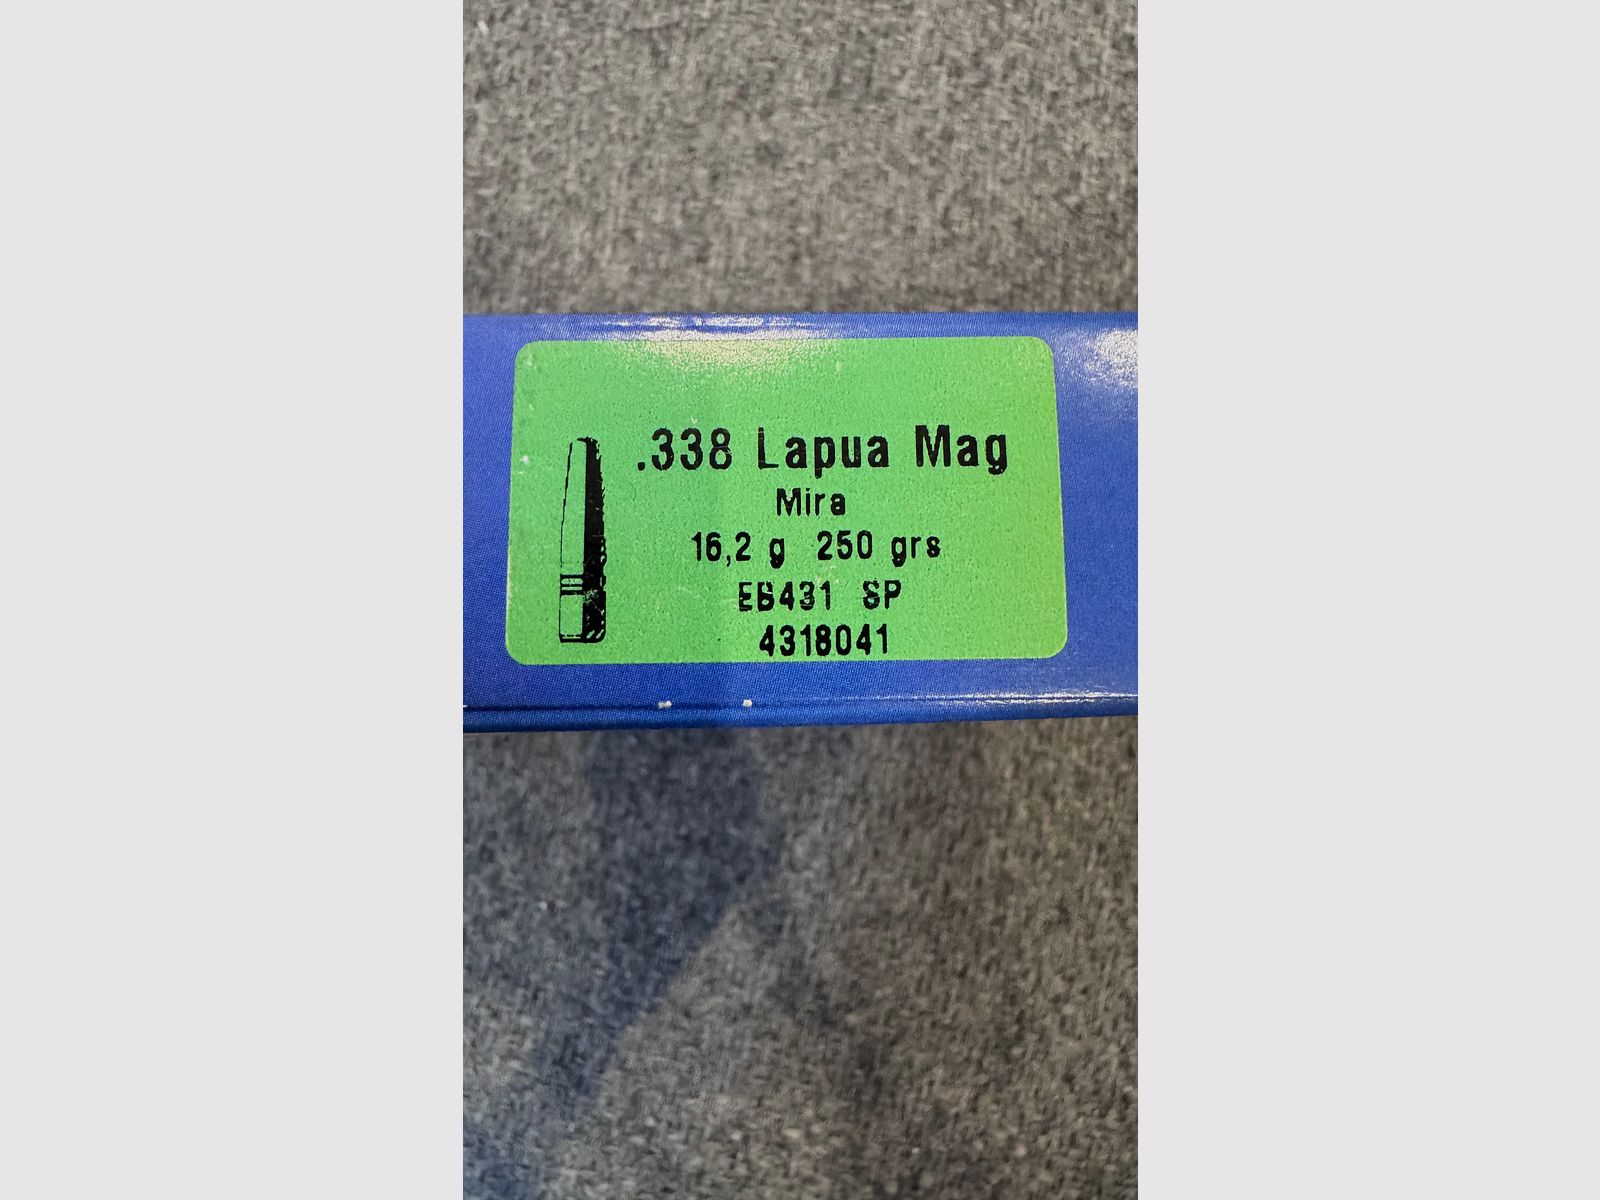 .338 Lapua Mag
Mira
16,2 g 250 grs
EB431 SP
4318041